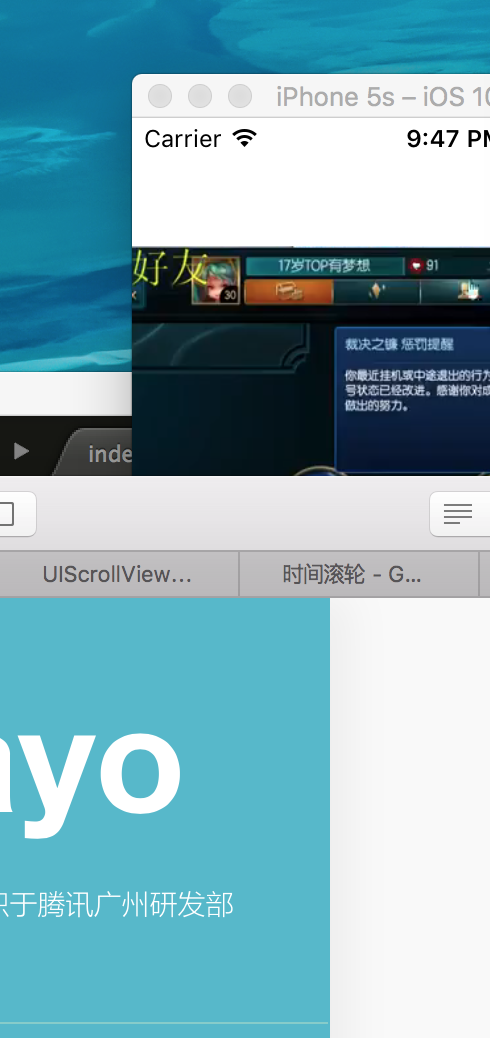 iPhone 5s – iOS 10
Carrier
9:47 PM
好友
17岁TOP有梦想
91
30
裁决之镰 惩罚提醒
你最近挂机或中途退出的行为
号状态已经改进。感谢你对成
做出的努力。
inde
UIScrollView...
时间滚轮 - G...
ayo
职于腾讯广州研发部